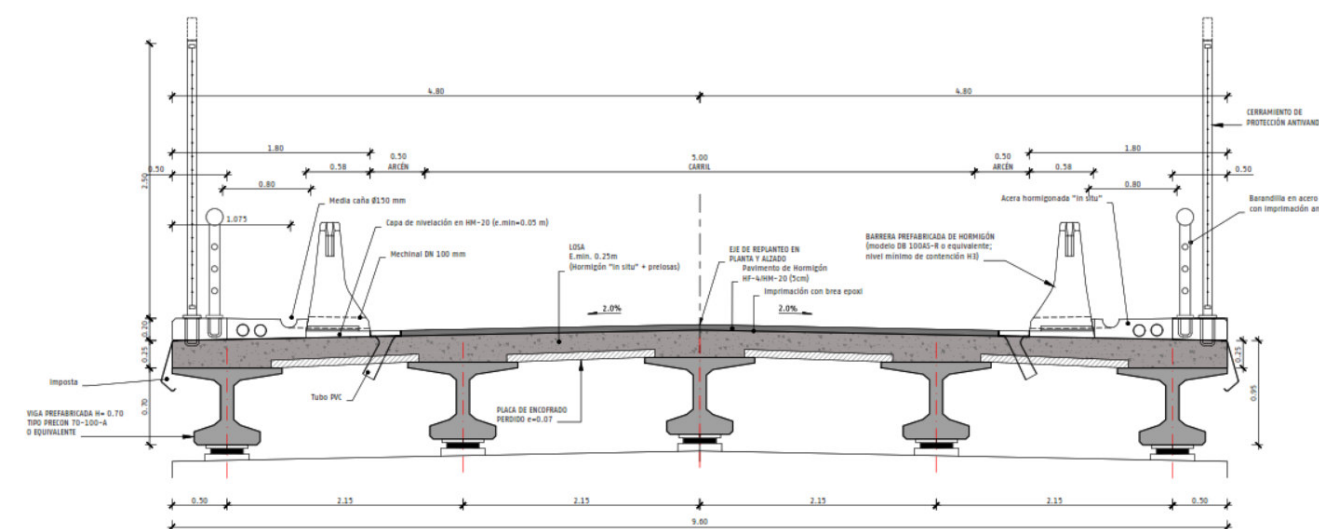 4.80
4.80
CERRAMIENTO DE
PROTECCIÓN ANTIVAND
1.80
0.50
5.00
0.50
1.80
0.50
0.58
ARCÉN
CARRIL
ARCÉN
0.58
0.50
2.50
0.80
0.80
Media caña Ø150 mm
Acera hormigonada "in situ"
Barandilla en acero
con imprimación an
1.075
Capa de nivelación en HM-20 (e.min=0.05 m)
Mechinal DN 100 mm
LOSA
E.min. 0.25m
(Hormigón "in situ" + prelosas)
EJE DE REPLANTEO EN
PLANTA Y ALZADO
Pavimento de Hormigón
HF-4/HM-20 (5cm)
Imprimación con brea epoxi
BARRERA PREFABRICADA DE HORMIGÓN
(modelo DB 100AS-R o equivalente;
nivel mínimo de contención H3)
2.0%
2.0%
0.20
0.25
0.25
Imposta
Tubo PVC
0.70
0.95
VIGA PREFABRICADA H= 0.70
TIPO PRECON 70-100-A
O EQUIVALENTE
PLACA DE ENCOFRADO
PERDIDO e=0.07
0.50
2.15
2.15
2.15
2.15
0.50
9.60